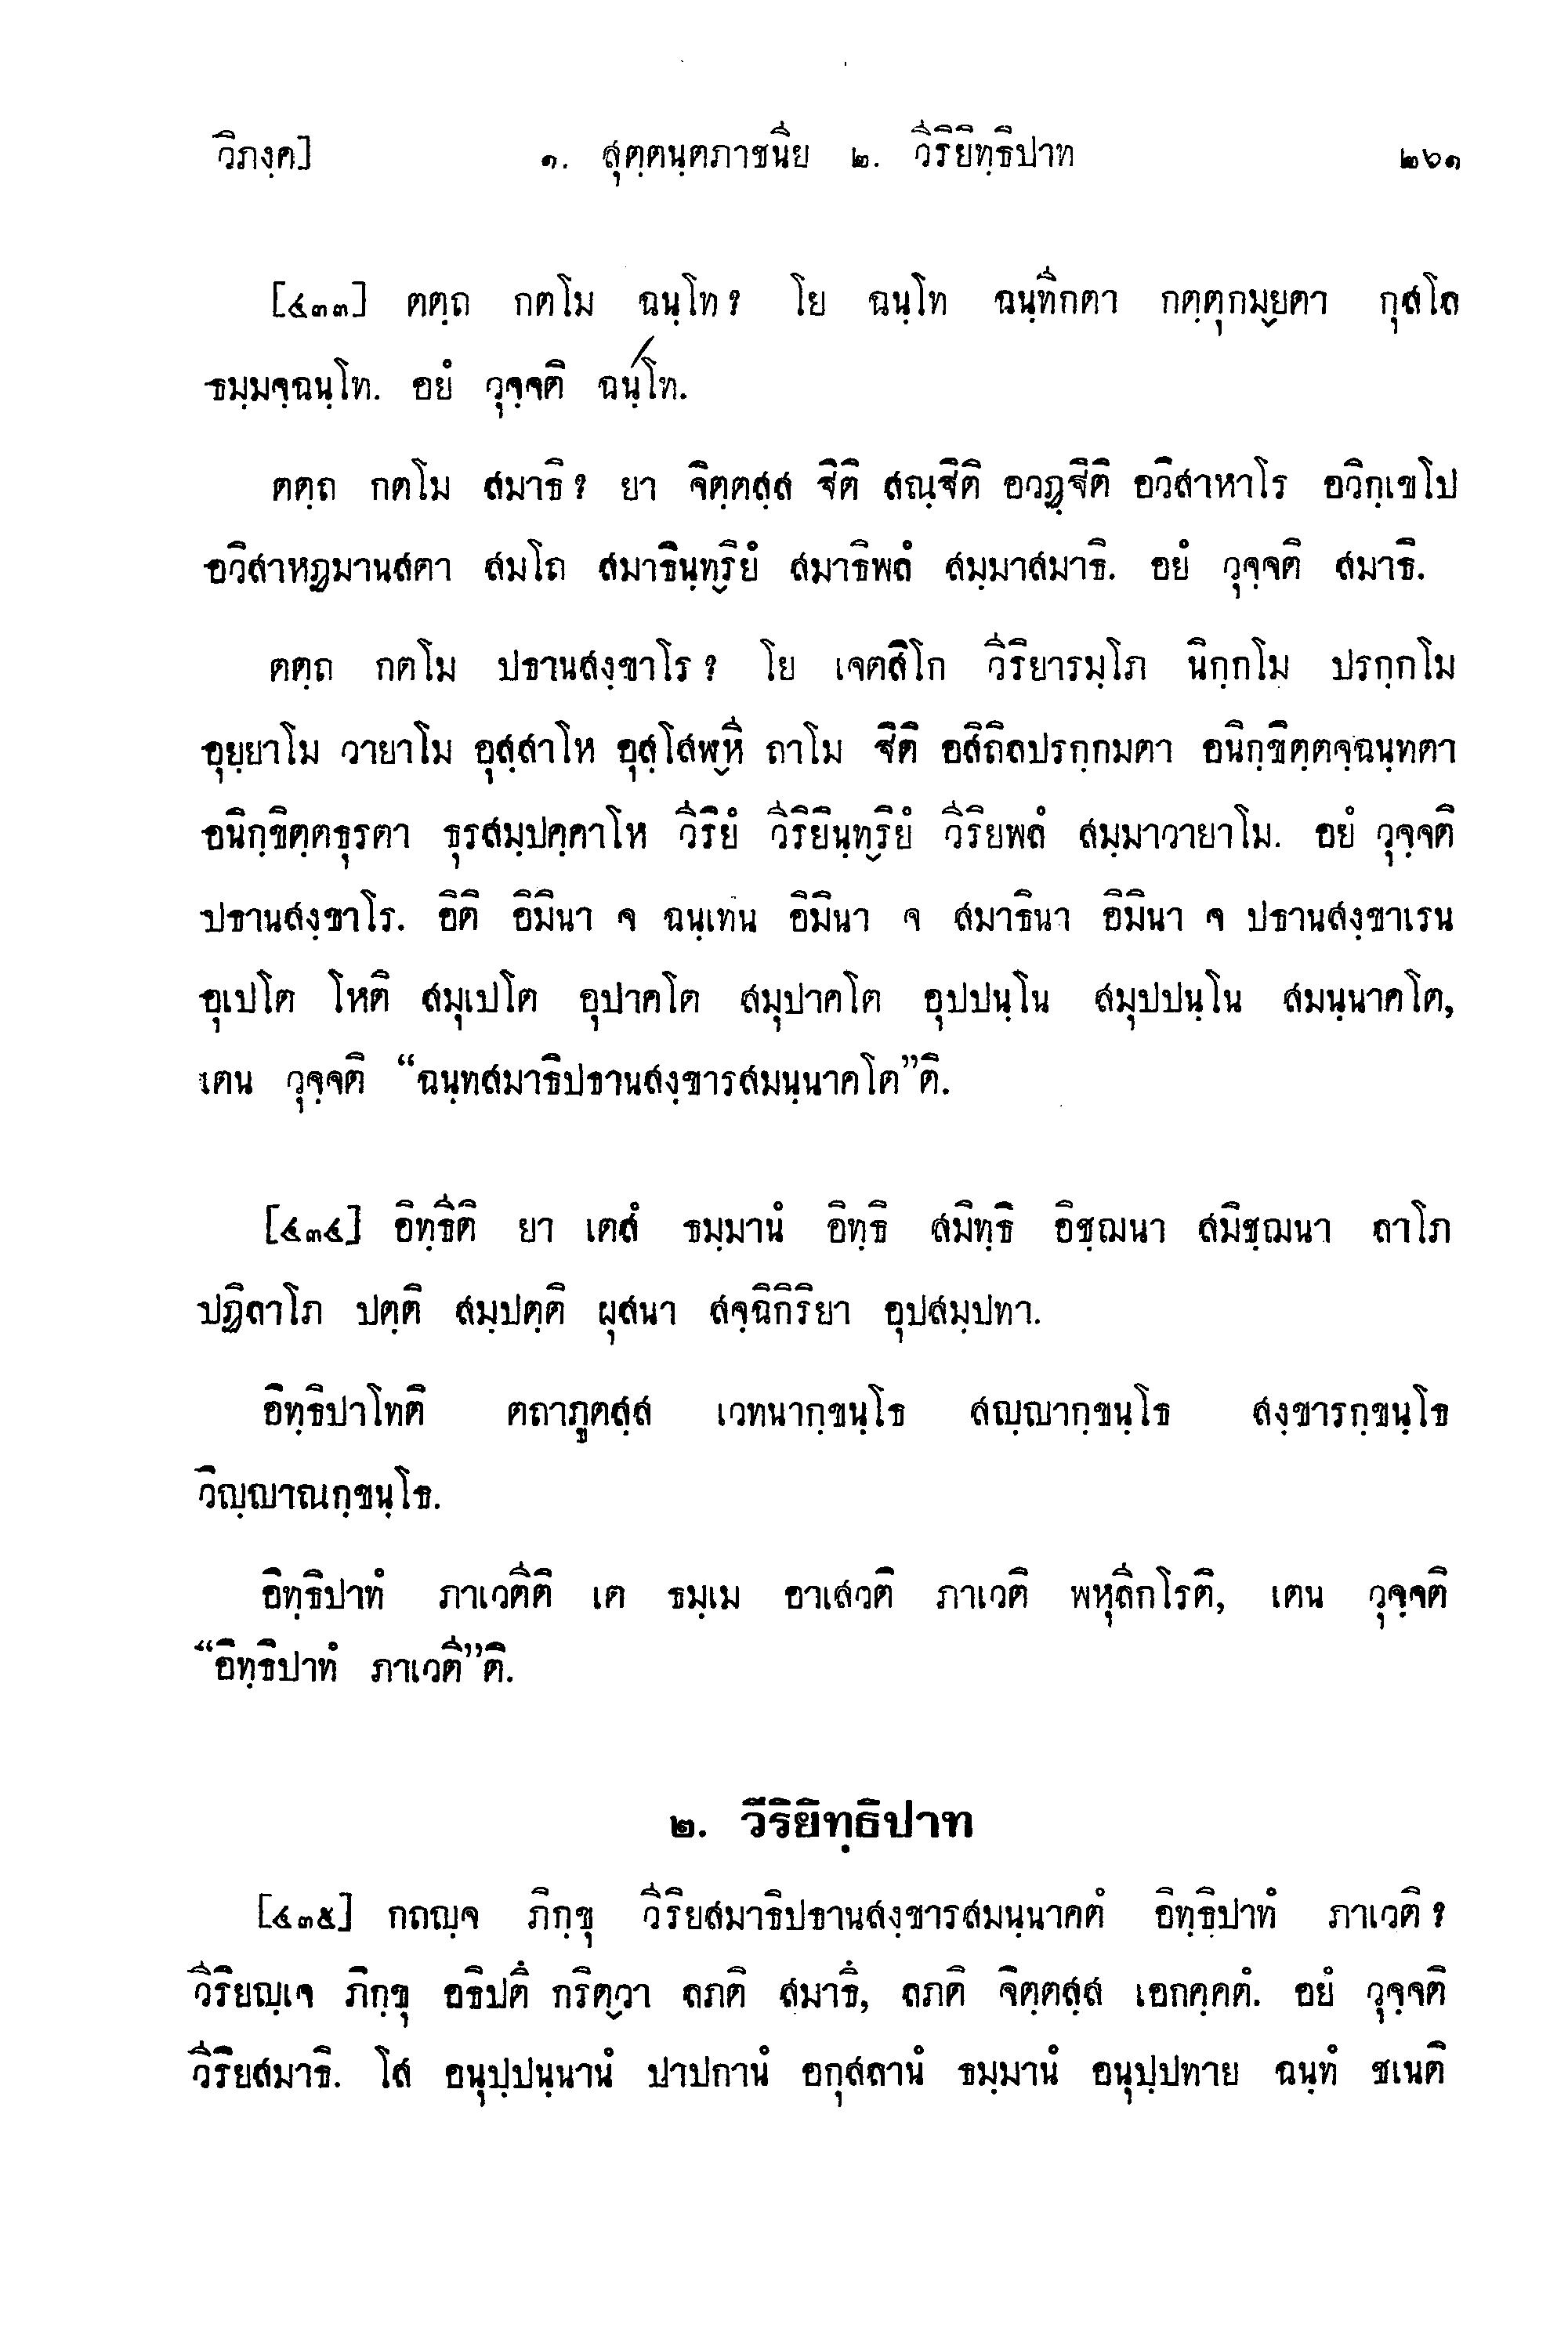 วิภงฺค] ๑. สุตฺตนฺตภาชนีย ๒. วีริยิทฺธิปาท ๒๖๑
[๔๓๓] ตตฺถ กตโม ฉนฺโท? โย ฉนฺโท ฉนฺทิกตา กตฺตุกมฺยตา กุสโล
ธมฺมจฺฉนฺโท. อยํ วุจฺจติ ฉนฺโท.
ตตฺถ กตโม สมาธิ? ยา จิตฺตสฺส ฐิติ สณฺฐิติ อวฏฺฐิติ อวิสาหาโร อวิกฺเขโป
อวิสาหฏมานสตา สมโถ สมาธินฺทฺริยํ สมาธิพลํ สมฺมาสมาธิ. อยํ วุจฺจติ สมาธิ.
ตตฺถ กตโม ปธานสงฺขาโร? โย เจตสิโก วีริยารมฺโภ นิกฺกโม ปรกฺกโม
อุยฺยาโม วายาโม อุสฺสาโห อุสฺโสฬฺหี ถาโม ฐิติ อสิถิลปรกฺกมตา อนิกฺขิตฺตจฺฉนฺทตา
อนิกฺขิตฺตธุรตา ธุรสมฺปคฺคาโห วีริยํ วีริยินฺทฺริยํ วีริยพลํ สมฺมาวายาโม. อยํ วุจฺจติ
ปธานสงฺขาโร. อิติ อิมินา จ ฉนฺเทน อิมินา จ สมาธินา อิมินา จ ปธานสงฺขาเรน
อุเปโต โหติ สมุเปโต อุปาคโต สมุปาคโต อุปปนฺโน สมุปปนฺโน สมนฺนาคโต,
เตน วุจฺจติ “ฉนฺทสมาธิปธานสงฺขารสมนฺนาคโต”ติ.
[๔๓๔] อิทฺธีติ ยา เตสํ ธมฺมานํ อิทฺธิ สมิทฺธิ อิชฺฌนา สมิชฺฌนา ลาโภ
ปฏิลาโภ ปตฺติ สมฺปตฺติ ผุสนา สจฺฉิกิริยา อุปสมฺปทา.
อิทฺธิปาโทติ ตถาภูตสฺส เวทนากฺขนฺโธ สญฺญากฺขนฺโธ สงฺขารกฺขนฺโธ
วิญฺญาณกฺขนฺโธ.
อิทฺธิปาทํ ภาเวตีติ เต ธมฺเม อาเสวติ ภาเวติ พหุลีกโรติ, เตน วุจฺจติ
“อิทฺธิปาทํ ภาเวตี”ติ.
๒. วีริยิทฺธิปาท
[๔๓๕] กถญฺจ ภิกฺขุ วีริยสมาธิปธานสงฺขารสมนฺนาคตํ อิทฺธิปาทํ ภาเวติ?
วีริยญฺเจ ภิกฺขุ อธิปตึ กริตฺวา ลภติ สมาธึ, ลภติ จิตฺตสฺส เอกคฺคตํ. อยํ วุจฺจติ
วีริยสมาธิ. โส อนุปฺปนฺนานํ ปาปกานํ อกุสลานํ ธมฺมานํ อนุปฺปทาย ฉนฺทํ ชเนติ